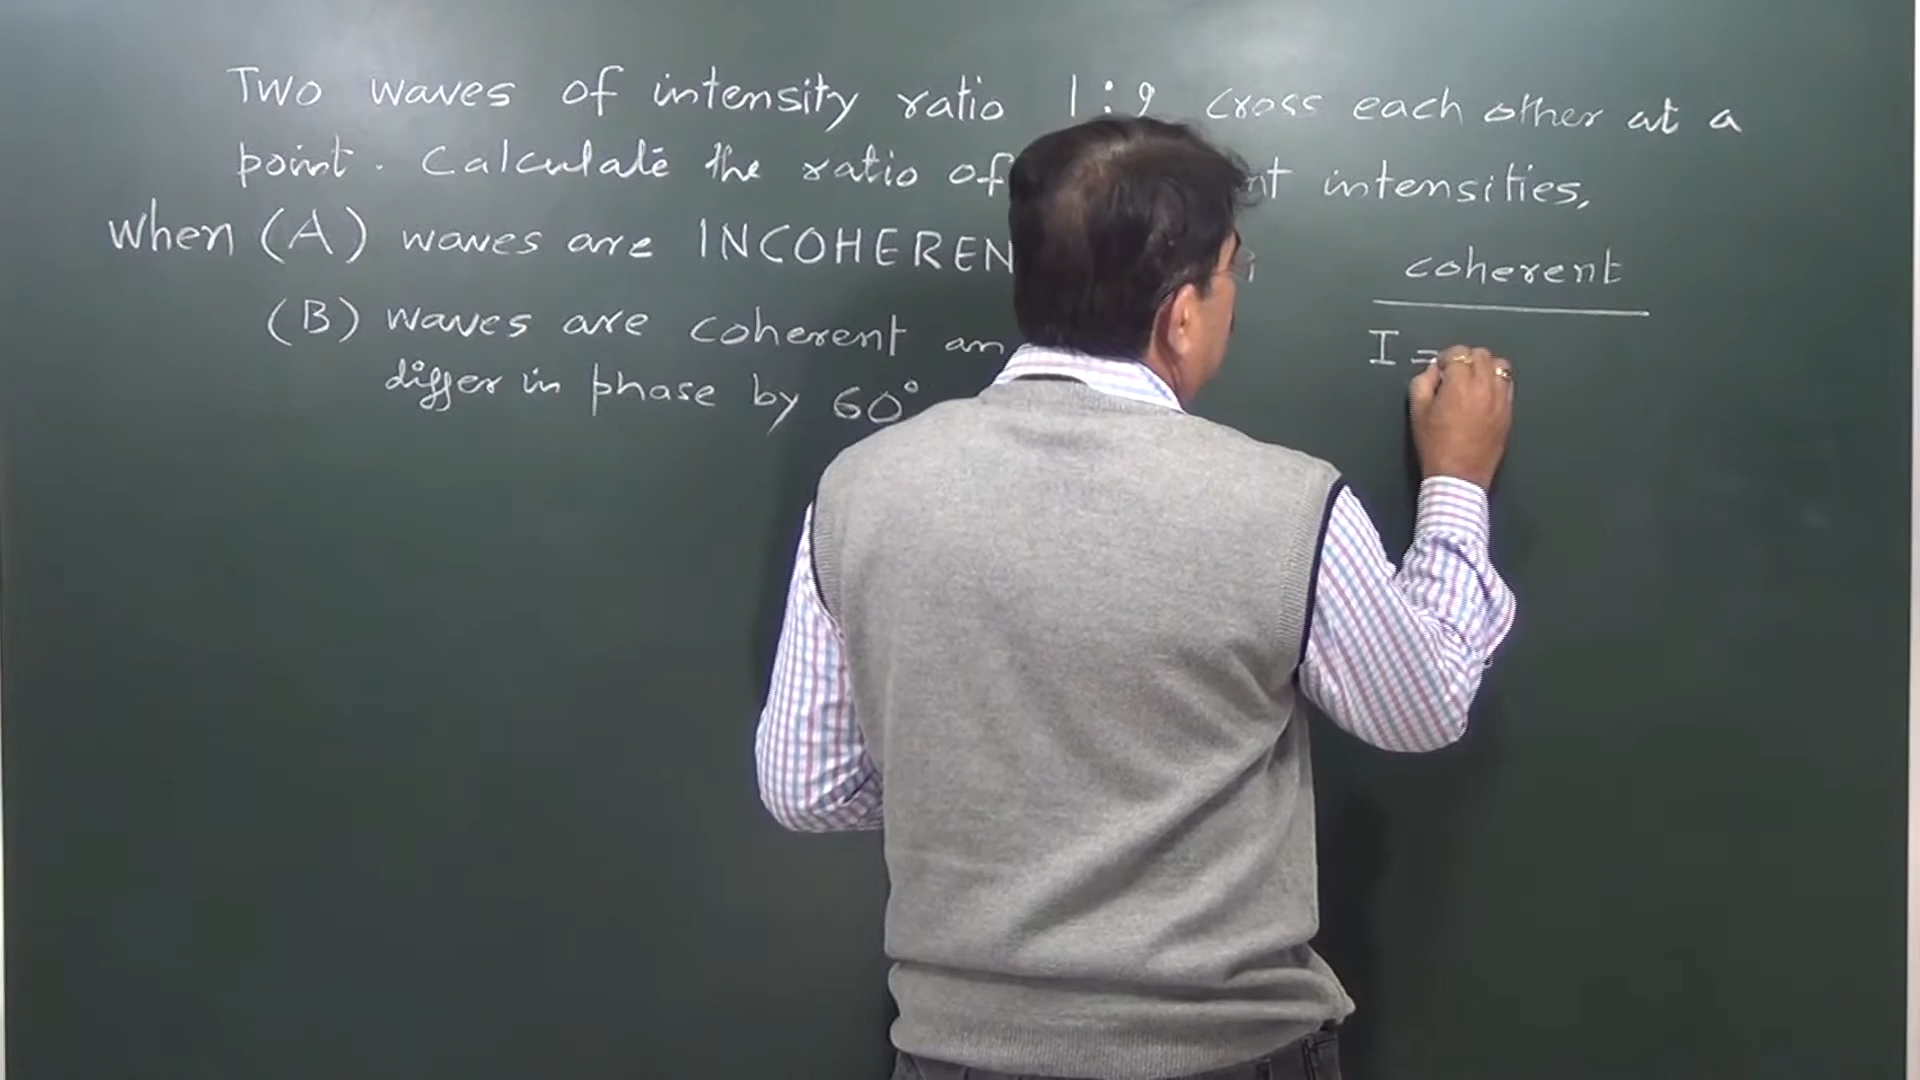 Two waves of intensity ratio 1:9 cross each other at a
point. Calculate the ratio of intensities,
when (A) waves are
(B) waves are coherent
differ in phase by 60°
coherent
I =